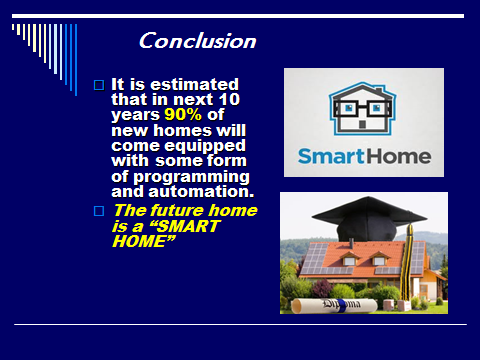 Conclusion
It is estimated
that in next 10
years 90% of
new homes will
come equipped
with some form
of programming
and automation.
The future home
is a “SMART
HOME”
SmartHome
Diploma